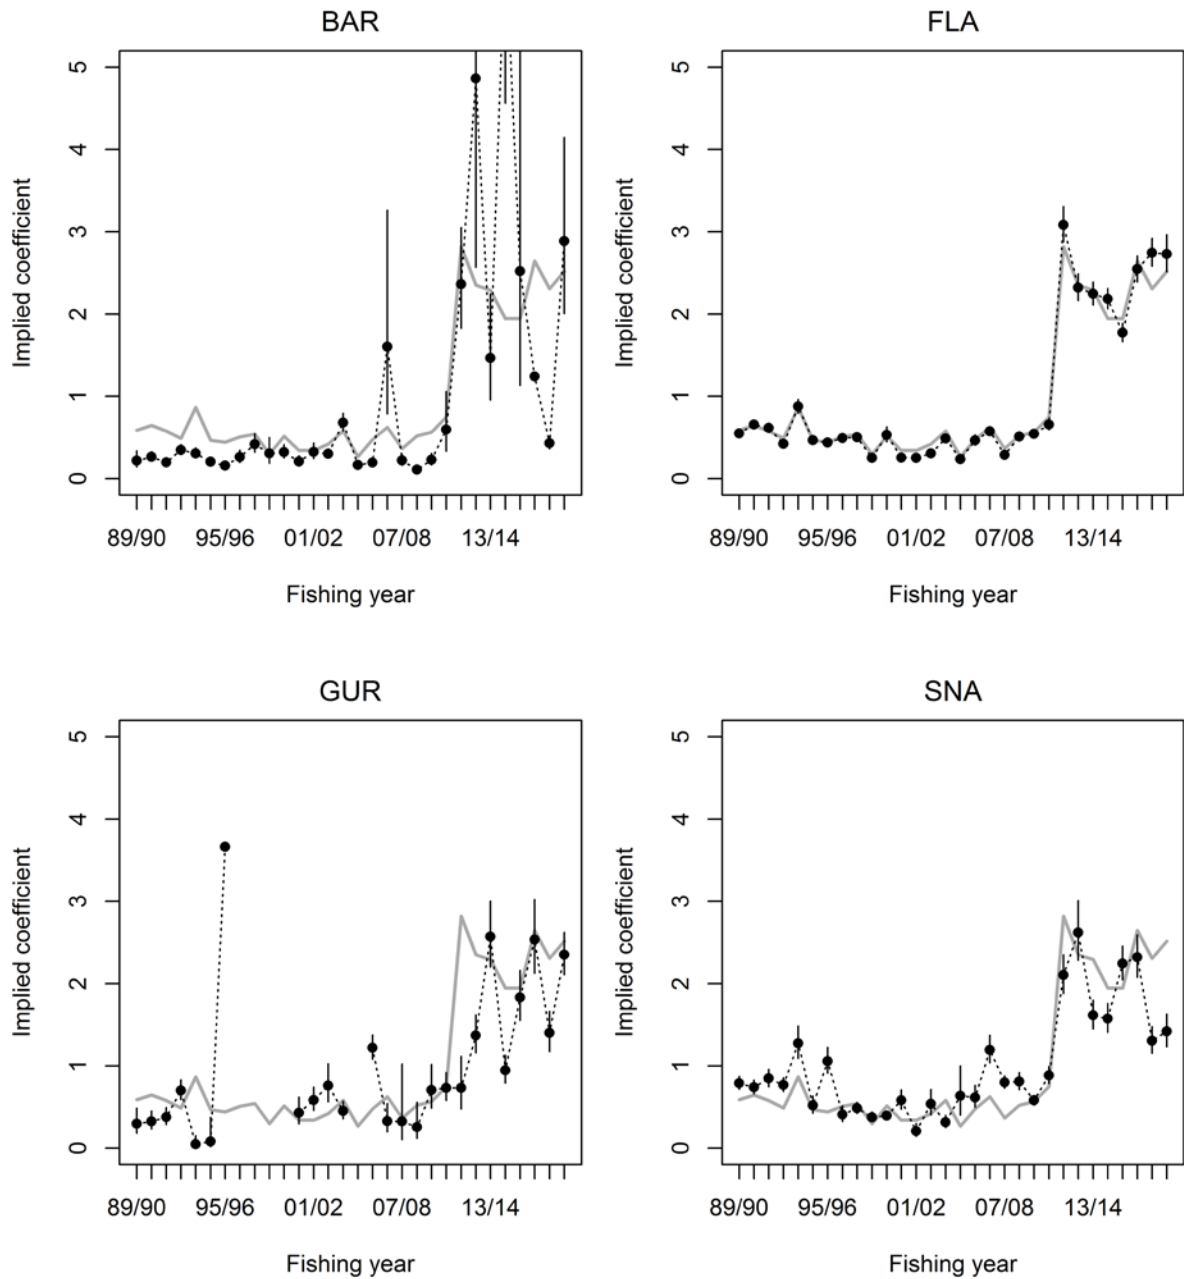 BAR
5
4
3
2
1
0
Implied coefficient
89/90 95/96 01/02 07/08 13/14
Fishing year
FLA
5
4
3
2
1
0
Implied coefficient
89/90 95/96 01/02 07/08 13/14
Fishing year
GUR
5
4
3
2
1
0
Implied coefficient
89/90 95/96 01/02 07/08 13/14
Fishing year
SNA
5
4
3
2
1
0
Implied coefficient
89/90 95/96 01/02 07/08 13/14
Fishing year